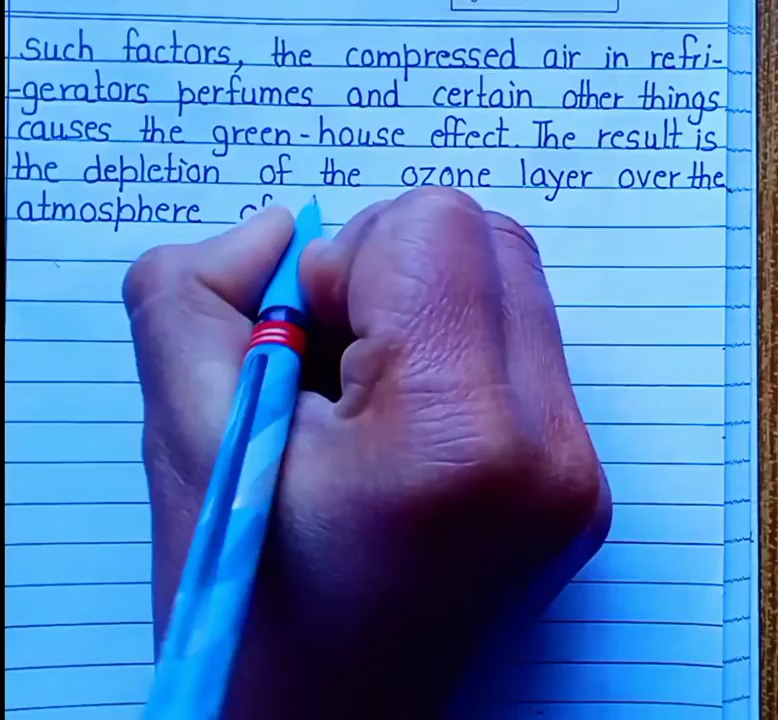 such factors, the compressed air in refri-
-gerators perfumes and certain other things
causes the green-house effect. The result is
the depletion of the ozone layer over the
atmosphere of